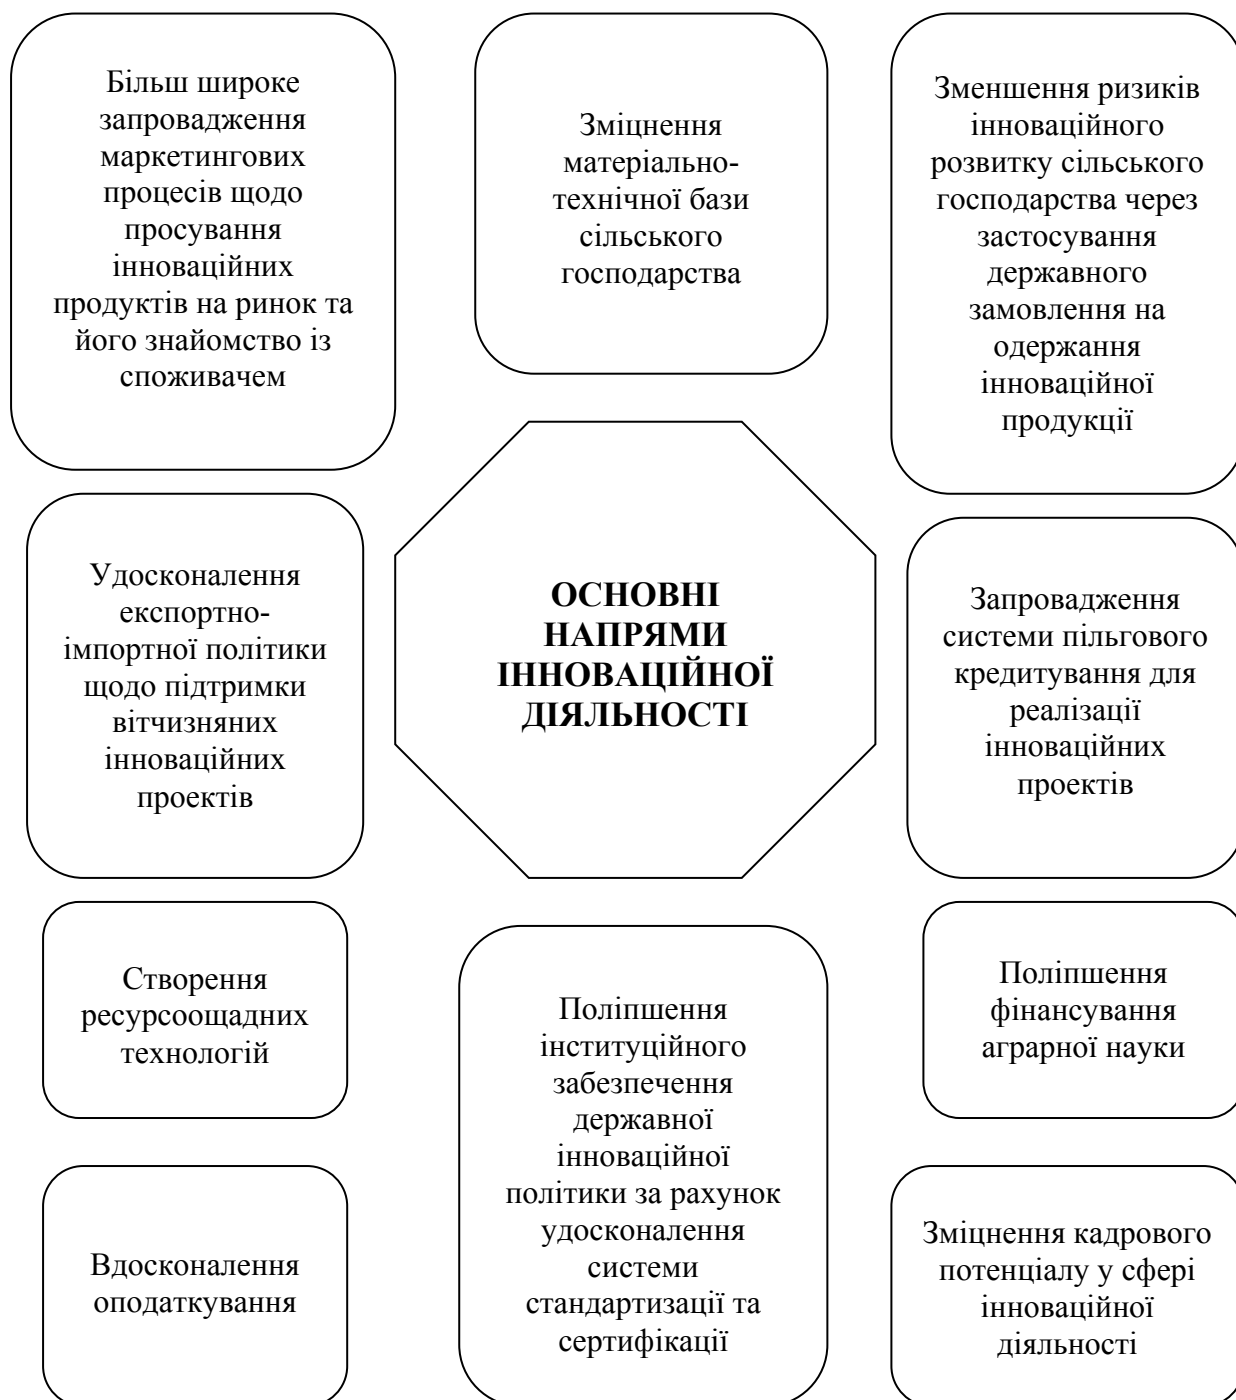 Більш широке
запровадження
маркетингових
процесів щодо
просування
інноваційних
продуктів на ринок та
його знайомство із
споживачем
Зміцнення
матеріально-
технічної бази
сільського
господарства
Зменшення ризиків
інноваційного
розвитку сільського
господарства через
застосування
державного
замовлення на
одержання
інноваційної
продукції
Удосконалення
експортно-
імпортної політики
щодо підтримки
вітчизняних
інноваційних
проектів
ОСНОВНІ
НАПРЯМИ
ІННОВАЦІЙНОЇ
ДІЯЛЬНОСТІ
Запровадження
системи пільгового
кредитування для
реалізації
інноваційних
проектів
Створення
ресурсоощадних
технологій
Поліпшення
інституційного
забезпечення
державної
інноваційної
політики за рахунок
удосконалення
системи
стандартизації та
сертифікації
Поліпшення
фінансування
аграрної науки
Вдосконалення
оподаткування
Зміцнення кадрового
потенціалу у сфері
інноваційної
діяльності